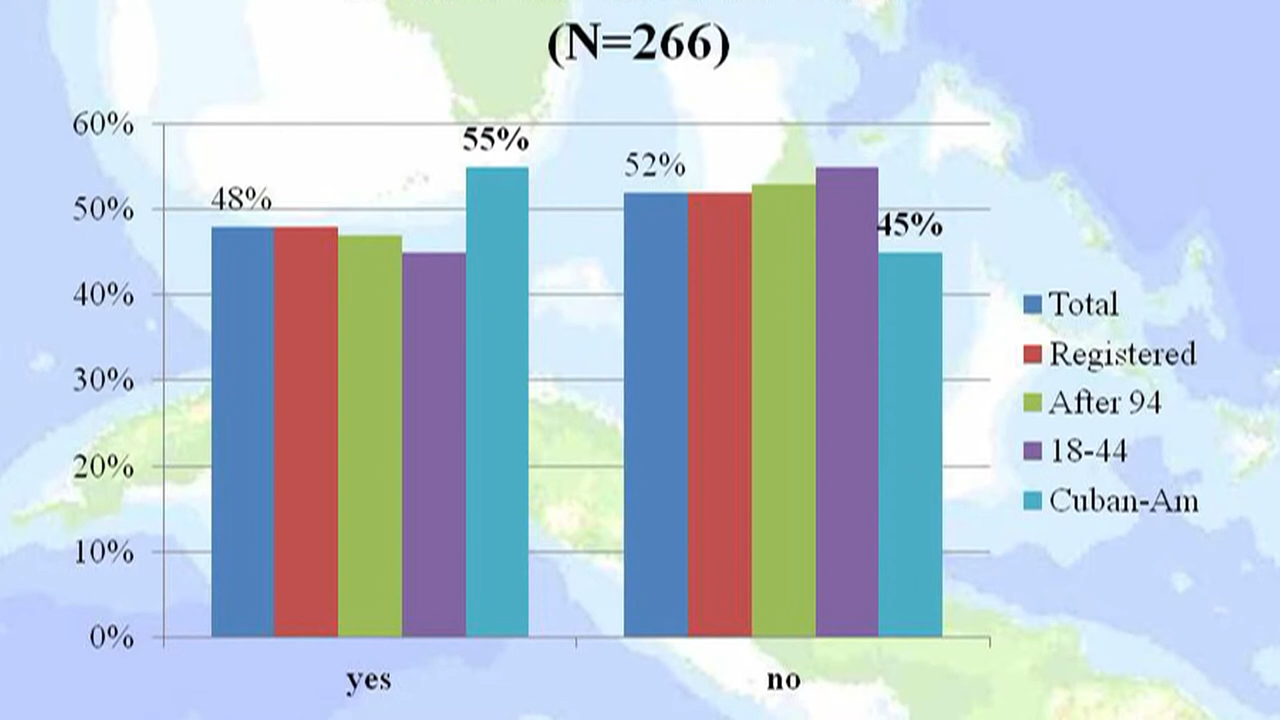 (N=266)
60%
50%
40%
30%
20%
10%
0%
48%
55%
52%
45%
yes
no
Total
Registered
After 94
18-44
Cuban-Am